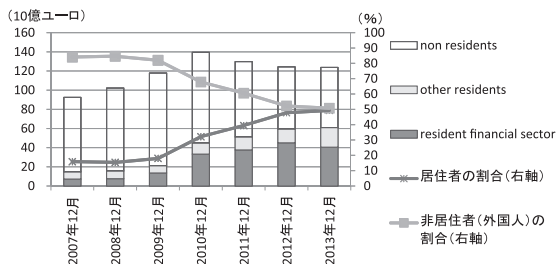 (10億ユーロ)
(%)
160
140
120
100
80
60
40
20
0
100
90
80
70
60
50
40
30
20
10
0
2007年12月
2008年12月
2009年12月
2010年12月
2011年12月
2012年12月
2013年12月
non residents
other residents
resident financial sector
居住者の割合(右軸)
非居住者(外国人)の
割合(右軸)